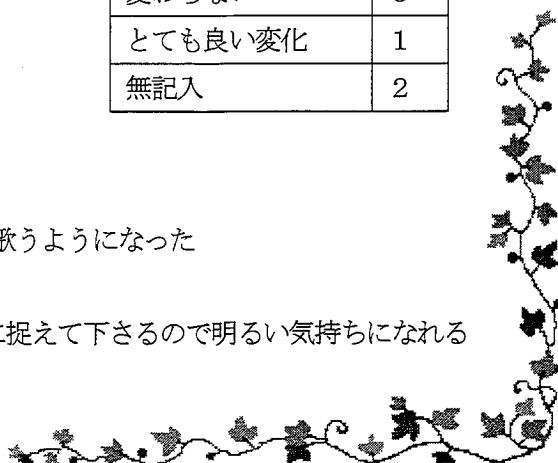 とても良い変化 1
無記入 2
歌うようになった
に捉えて下さるので明るい気持ちになれる